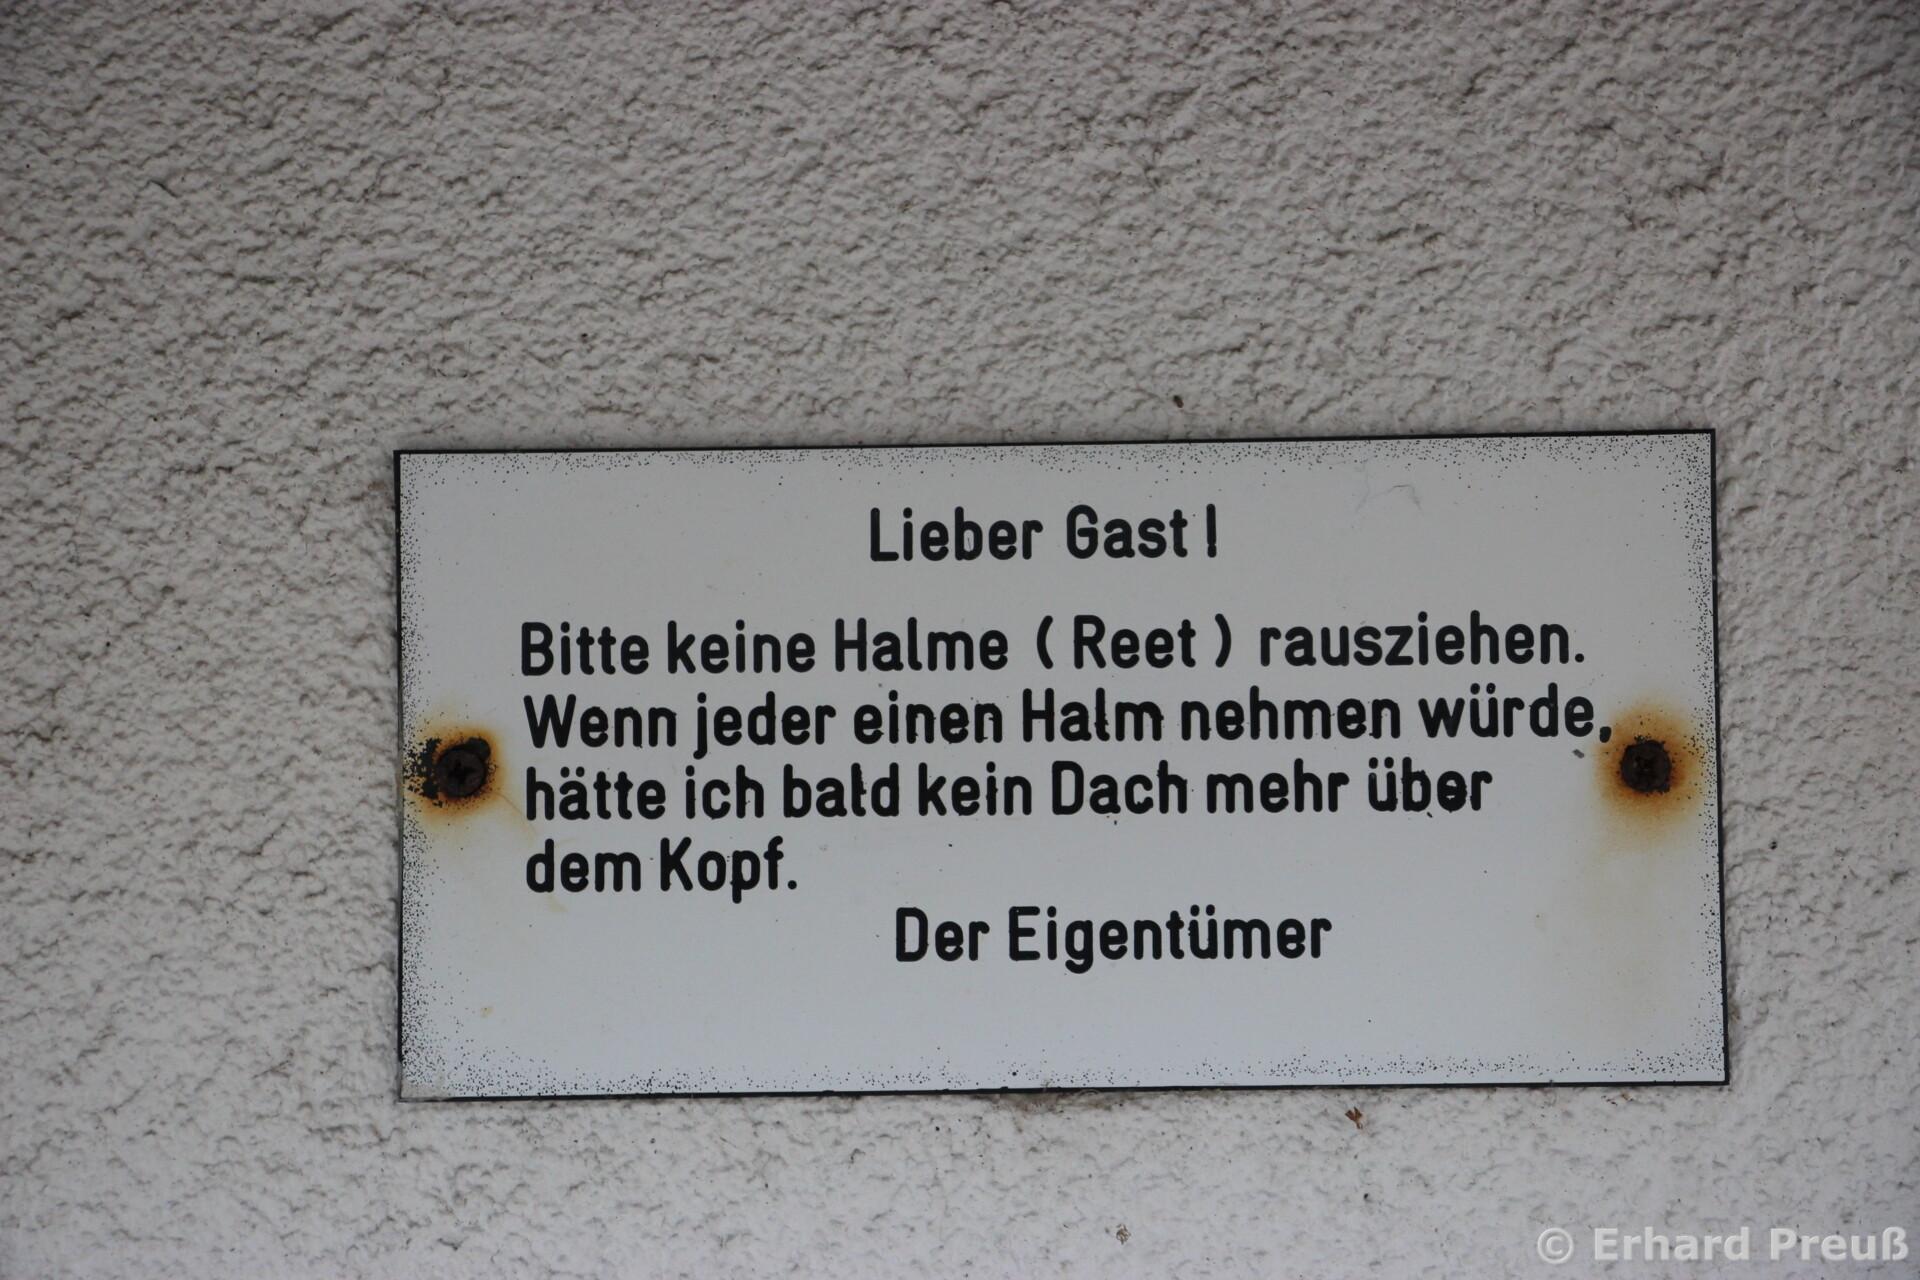 Lieber Gast!
Bitte keine Halme (Reet) rausziehen.
Wenn jeder einen Halm nehmen würde,
hätte ich bald kein Dach mehr über
dem Kopf.
Der Eigentümer
© Erhard Preuß